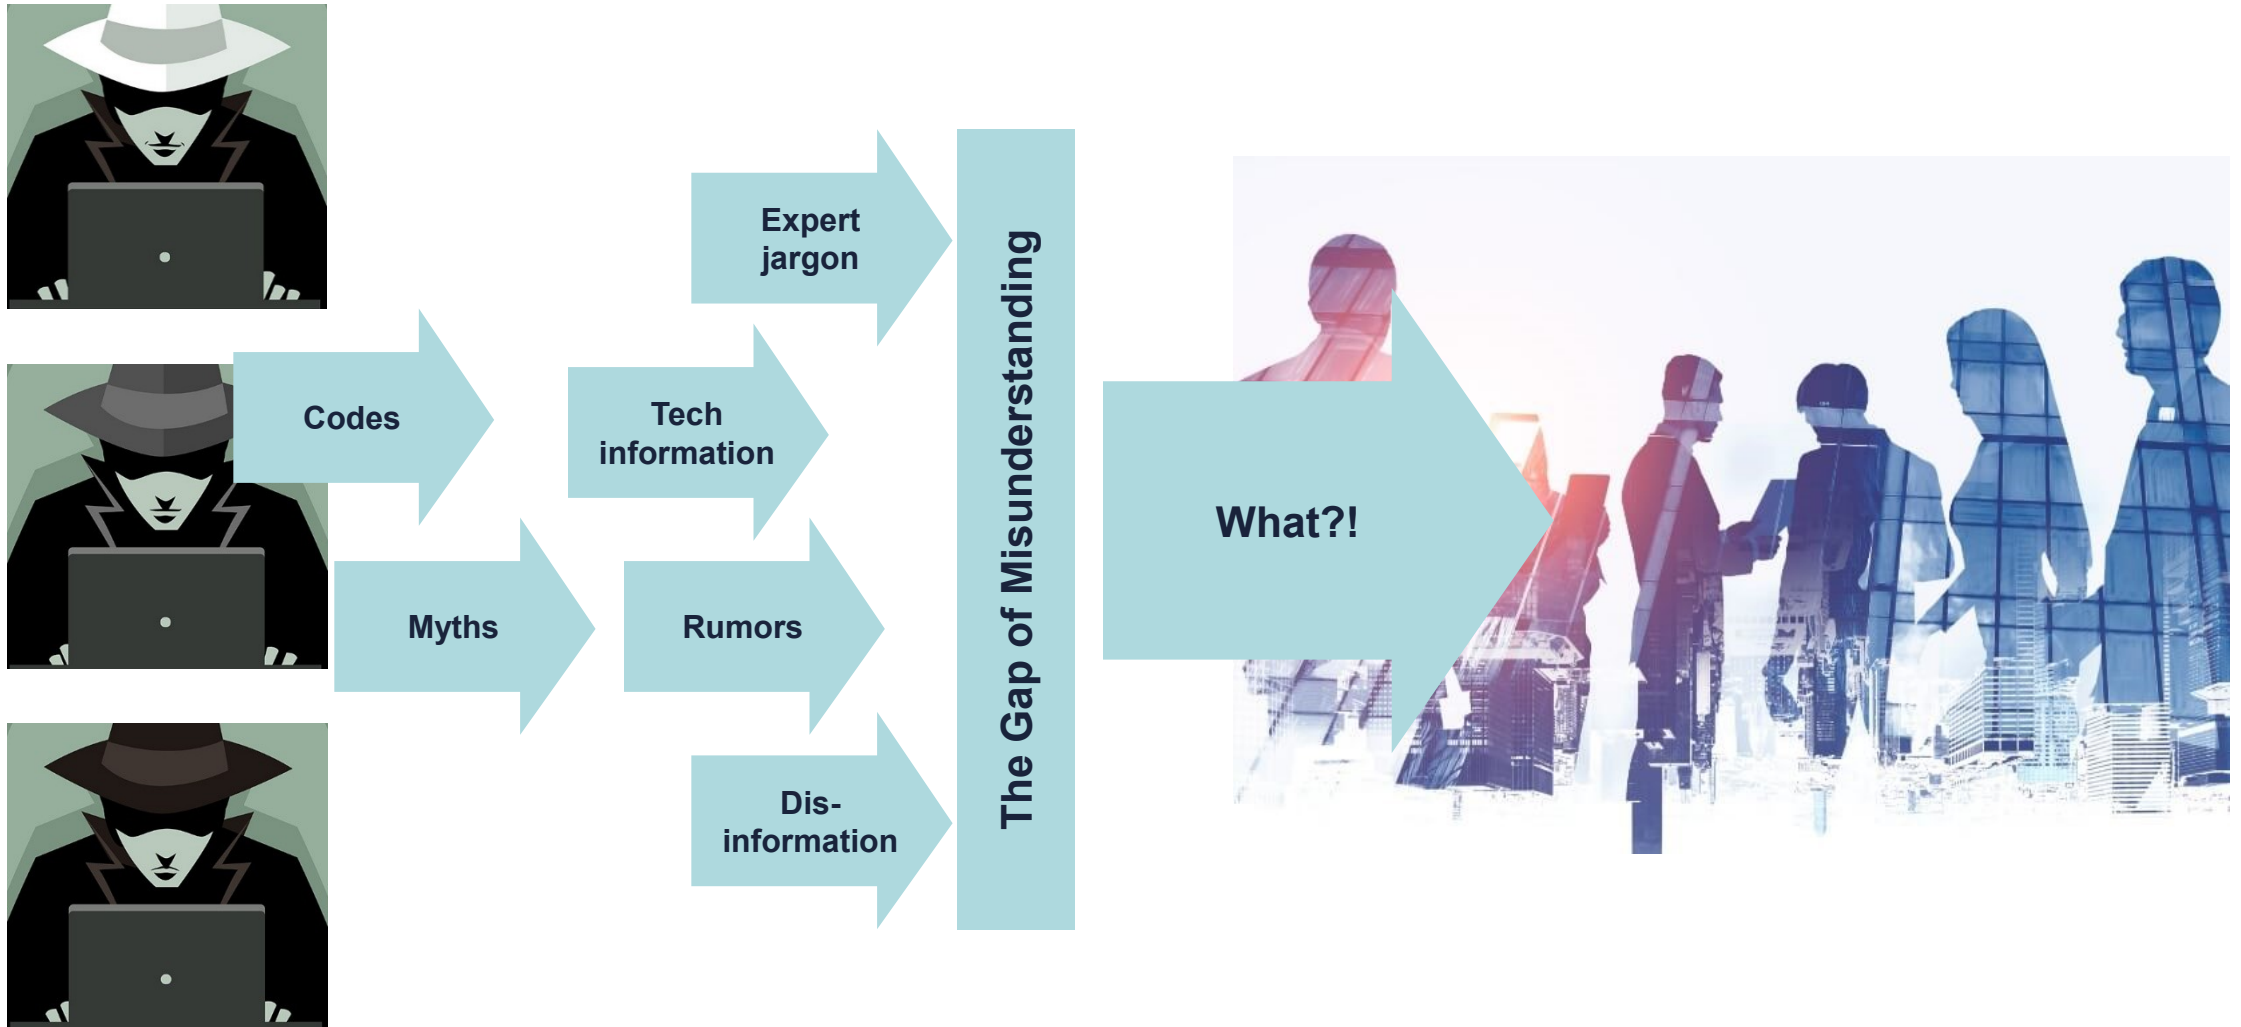 Expert
jargon
Codes
Tech
information
Myths
Rumors
Dis-
information
The Gap of Misunderstanding
What?!